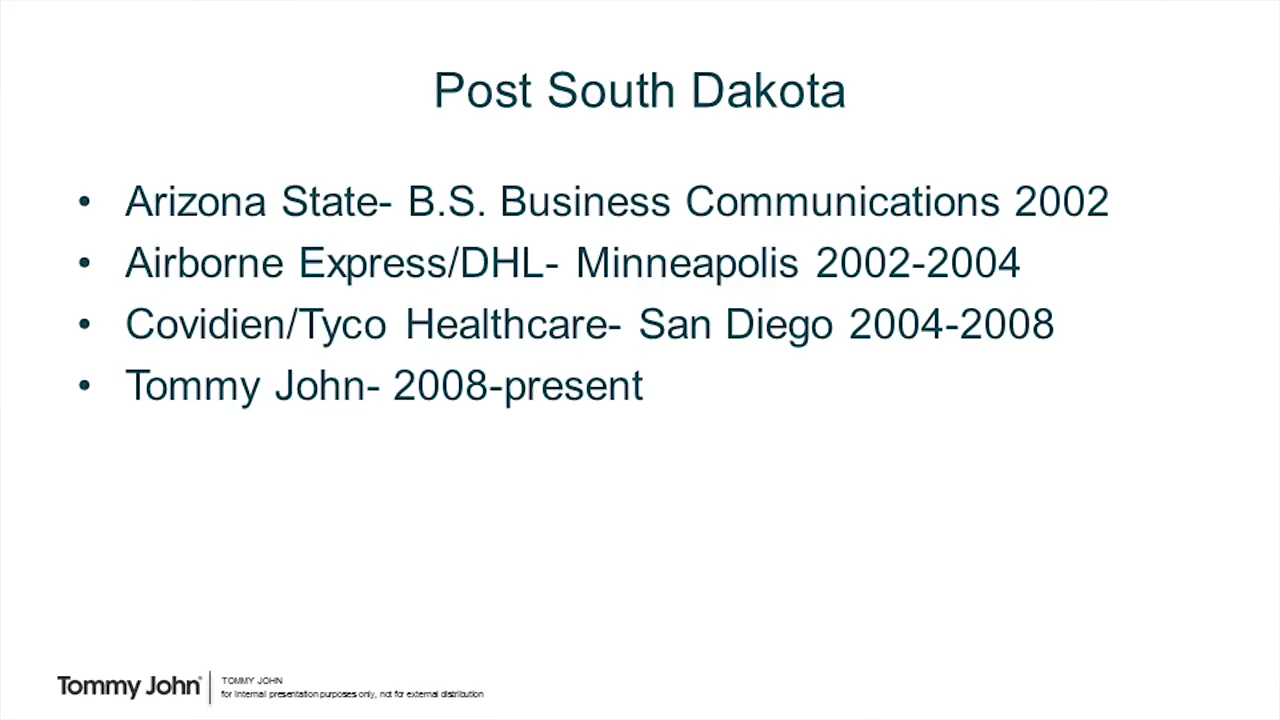 Post South Dakota
• Arizona State- B.S. Business Communications 2002
• Airborne Express/DHL- Minneapolis 2002-2004
• Covidien/Tyco Healthcare- San Diego 2004-2008
• Tommy John- 2008-present
Tommy John
TOMMY JOHN
for internal presentation purposes only, not for external distribution